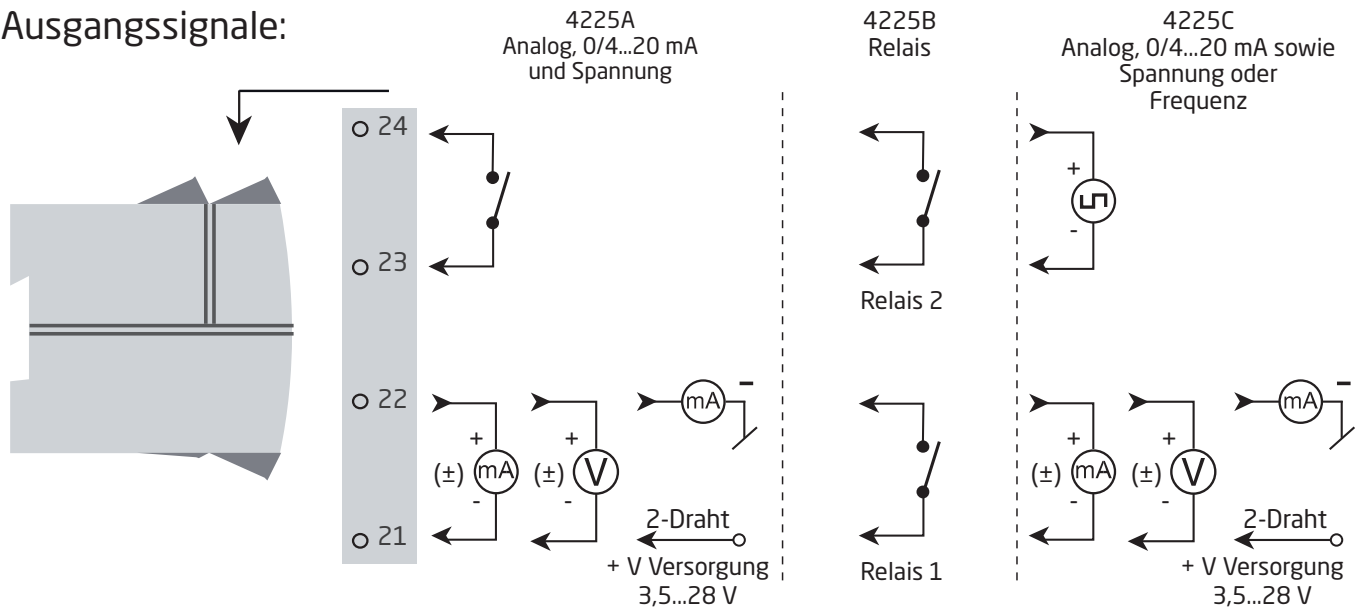 Ausgangssignale:
4225A
Analog, 0/4...20 mA
und Spannung
4225B
Relais
4225C
Analog, 0/4...20 mA sowie
Spannung oder
Frequenz
24
23
22
21
+
-
Relais 2
+
(±) mA
-
+
(±) V
-
mA
-
2-Draht
+ V Versorgung
3,5...28 V
Relais 1
+
(±) mA
-
+
(±) V
-
mA
-
2-Draht
+ V Versorgung
3,5...28 V